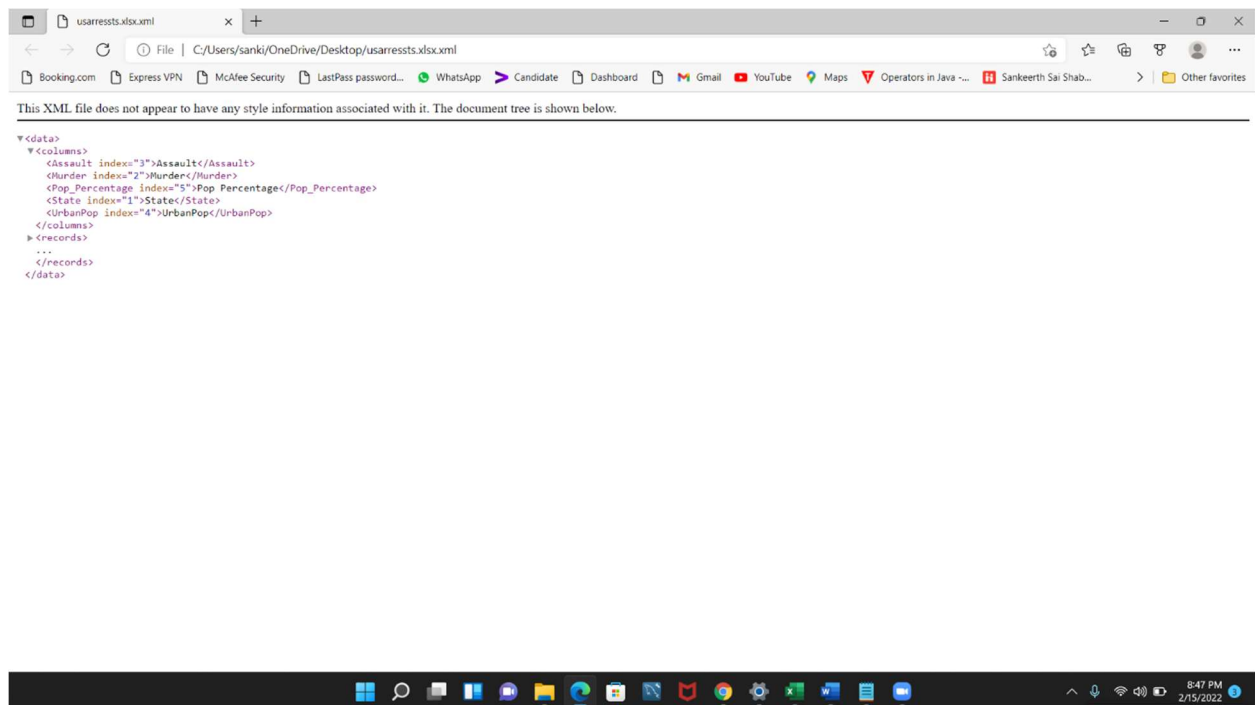 usarressts.xlsx.xml
File | C:/Users/sanki/OneDrive/Desktop/usarressts.xlsx.xml
Booking.com Express VPN McAfee Security LastPass password... WhatsApp Candidate Dashboard Gmail YouTube Maps Operators in Java -... Sankeerth Sai Shab... Other favorites
This XML file does not appear to have any style information associated with it. The document tree is shown below.
▼<data>
▼<columns>
<Assault index="3">Assault</Assault>
<Murder index="2">Murder</Murder>
<Pop_Percentage index="5">Pop Percentage</Pop_Percentage>
<State index="1">State</State>
<UrbanPop index="4">UrbanPop</UrbanPop>
</columns>
▶<records>
...
</records>
</data>
8:47 PM
2/15/2022
3